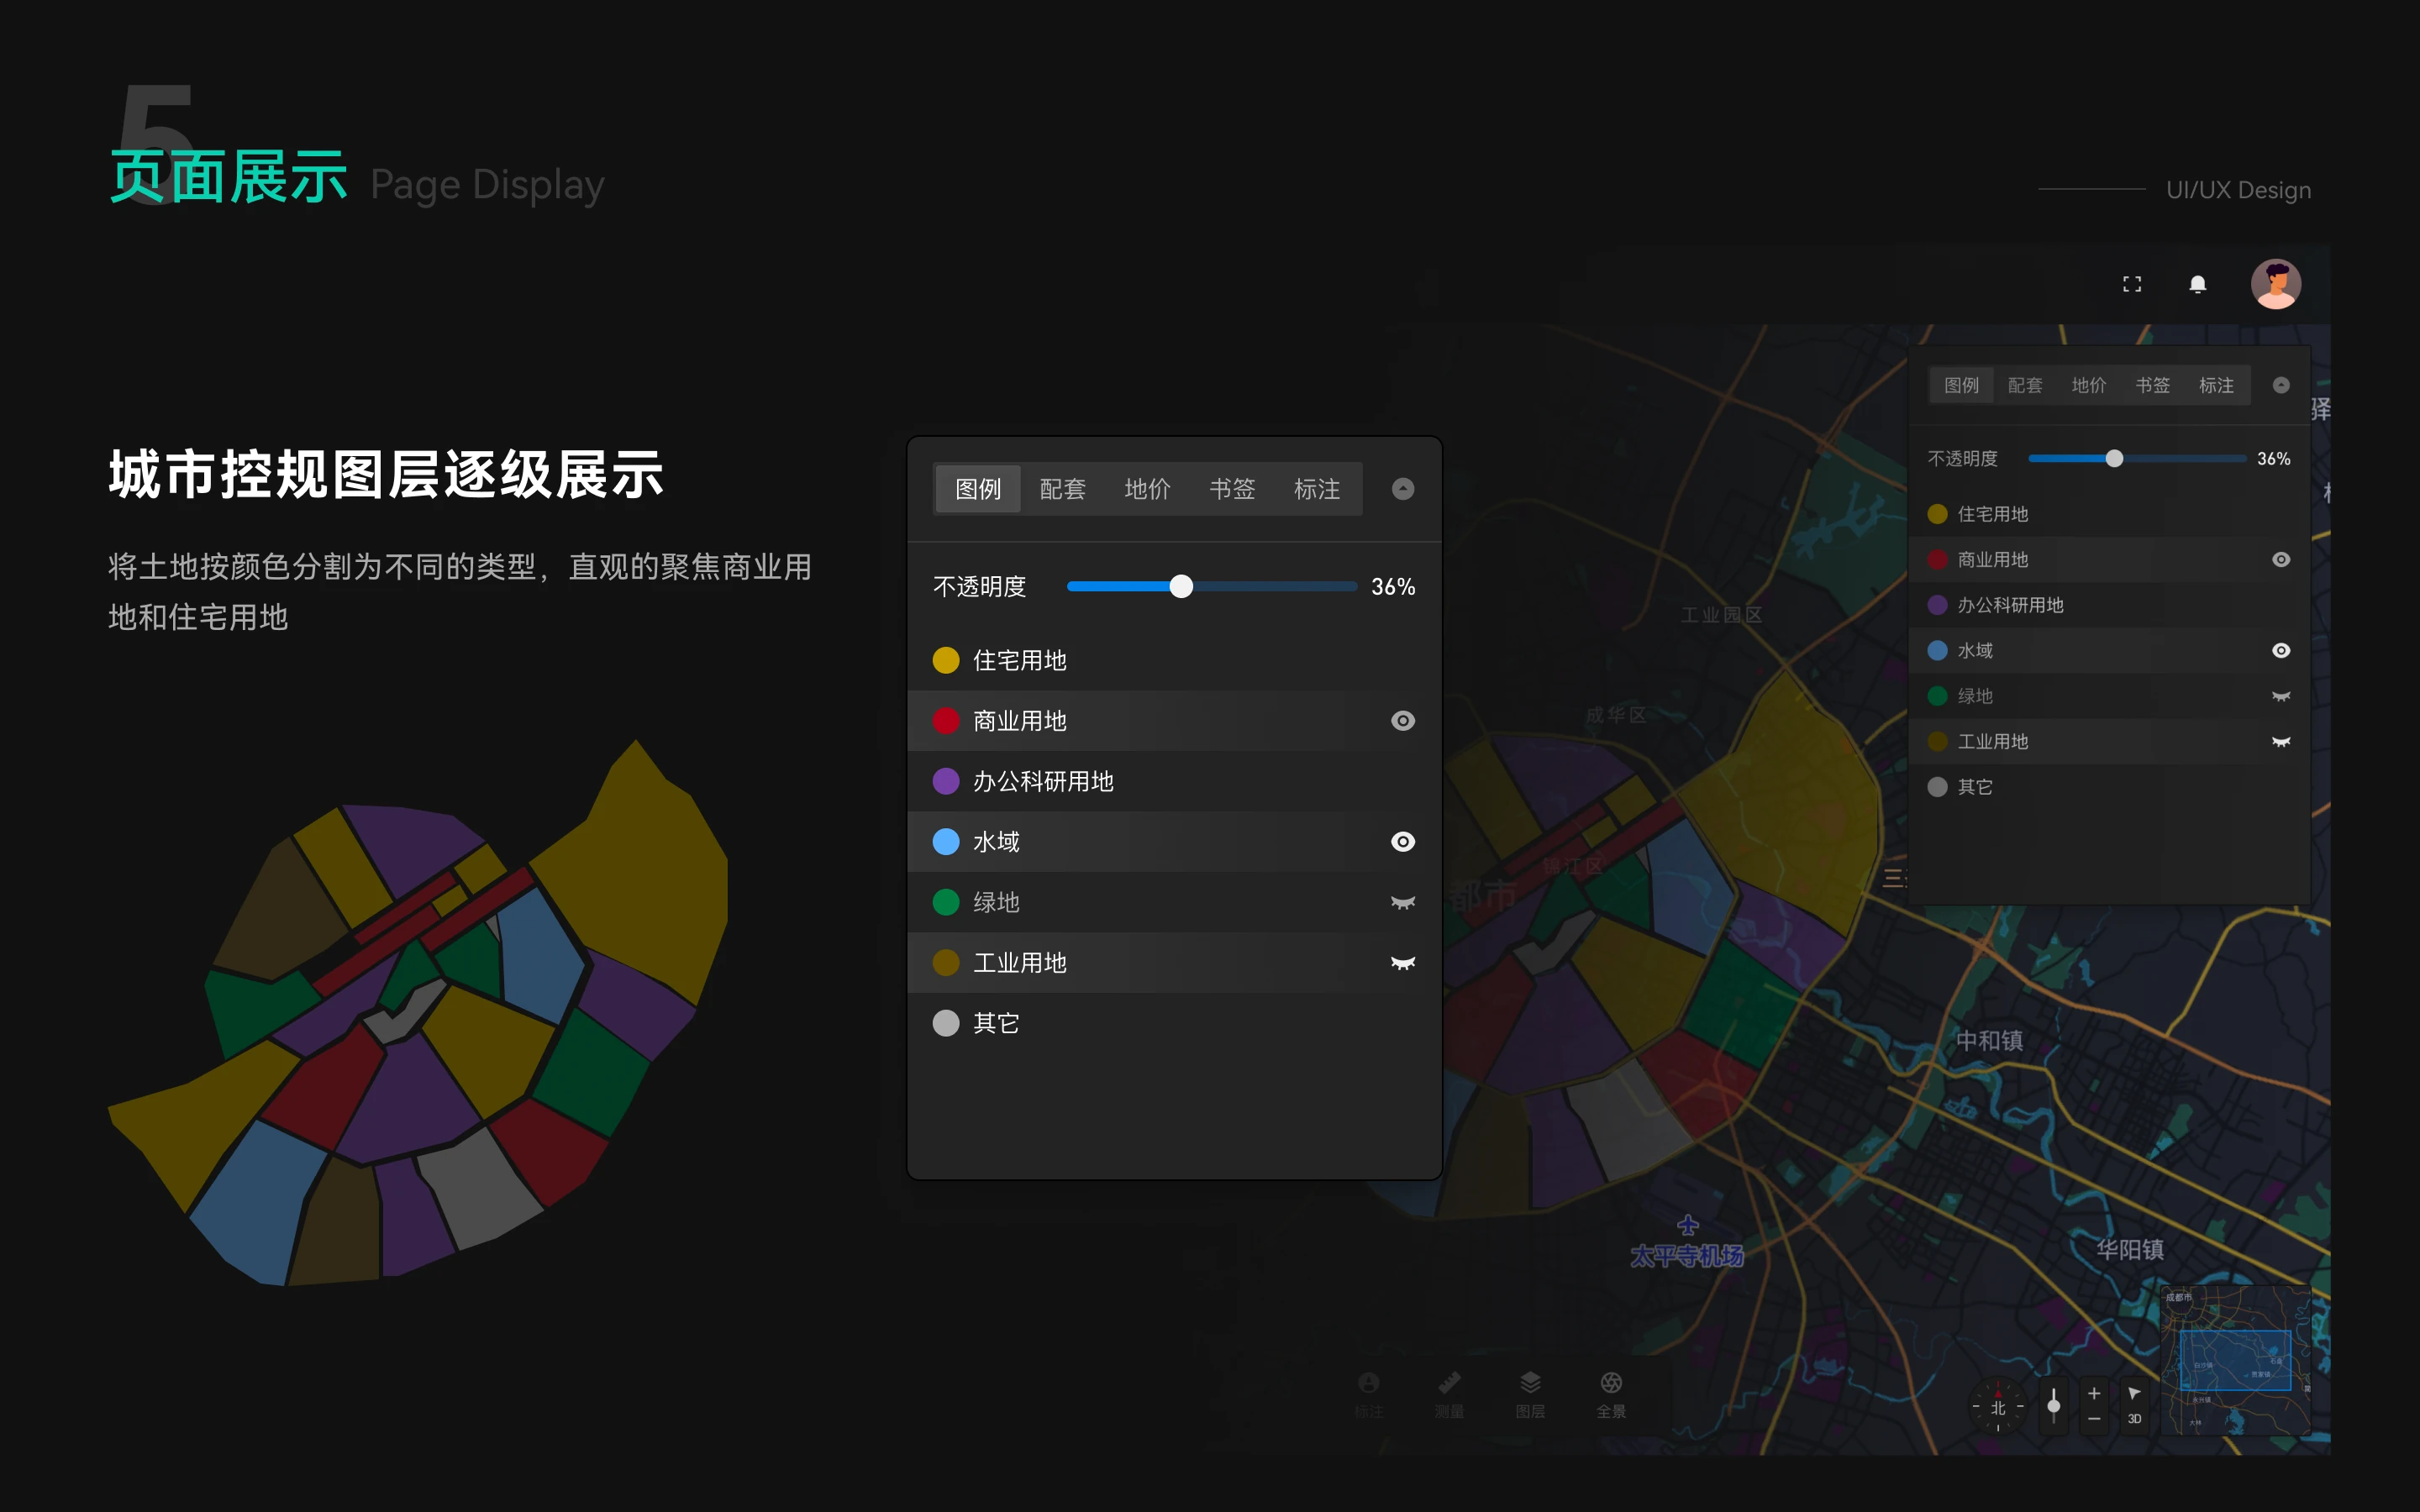 5
页面展示 Page Display
UI/UX Design
城市控规图层逐级展示
将土地按颜色分割为不同的类型，直观的聚焦商业用
地和住宅用地
图例 配套 地价 书签 标注
不透明度 36%
住宅用地
商业用地
办公科研用地
水域
绿地
工业用地
其它
图例 配套 地价 书签 标注
不透明度 36%
住宅用地
商业用地
办公科研用地
水域
绿地
工业用地
其它
驿
工业园区
成华区
锦江区
都市
三
中和镇
太平寺机场
华阳镇
标注 测量 图层 全景
北
3D
成都市